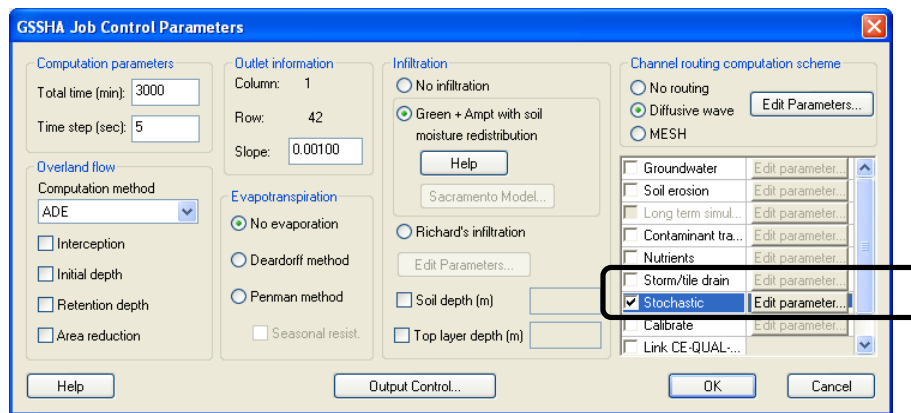 GSSHA Job Control Parameters
Computation parameters
Total time (min): 3000
Time step (sec): 5
Overland flow
Computation method
ADE
Interception
Initial depth
Retention depth
Area reduction
Outlet information
Column: 1
Row: 42
Slope: 0.00100
Evapotranspiration
No evaporation
Deardorff method
Penman method
Seasonal resist.
Infiltration
No infiltration
Green + Ampt with soil
moisture redistribution
Help
Sacramento Model...
Richard's infiltration
Edit Parameters...
Soil depth (m)
Top layer depth (m)
Channel routing computation scheme
No routing
Diffusive wave
MESH
Edit Parameters...
Groundwater Edit parameter...
Soil erosion Edit parameter...
Long term simul... Edit parameter...
Contaminant tra... Edit parameter...
Nutrients Edit parameter...
Storm/tile drain Edit parameter...
Stochastic Edit parameter...
Calibrate Edit parameter...
Link CE-QUAL-...
Help
Output Control...
OK
Cancel